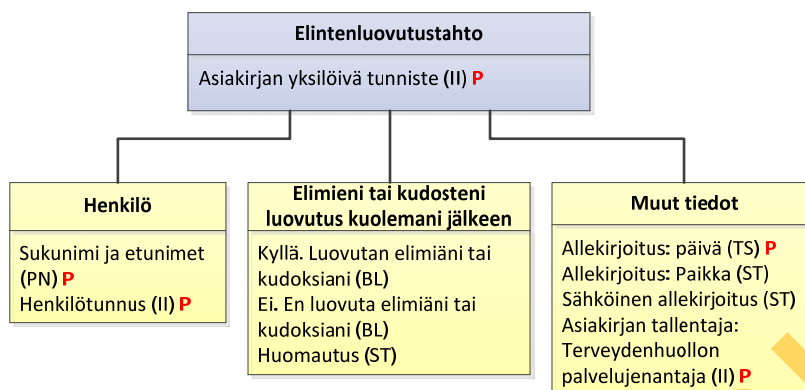 Elintenluovutustahto
Asiakirjan yksilöivä tunniste (II) P
Henkilö
Sukunimi ja etunimet
(PN) P
Henkilötunnus (II) P
Elimieni tai kudosteni
luovutus kuolemani jälkeen
Kyllä. Luovutan elimiäni tai
kudoksiani (BL)
Ei. En luovuta elimiäni tai
kudoksiani (BL)
Huomautus (ST)
Muut tiedot
Allekirjoitus: päivä (TS) P
Allekirjoitus: Paikka (ST)
Sähköinen allekirjoitus (ST)
Asiakirjan tallentaja:
Terveydenhuollon
palvelujenantaja (II) P